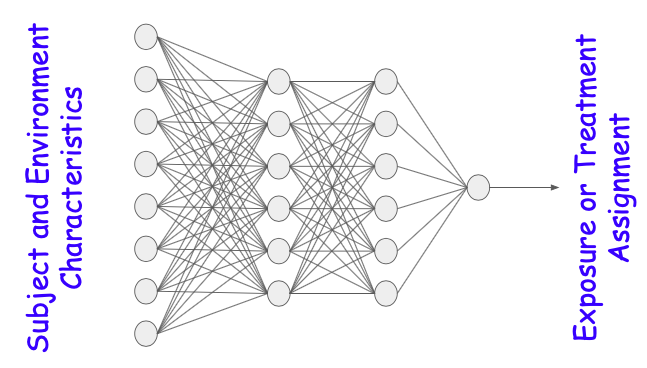 Subject and Environment
Characteristics
Exposure or Treatment
Assignment